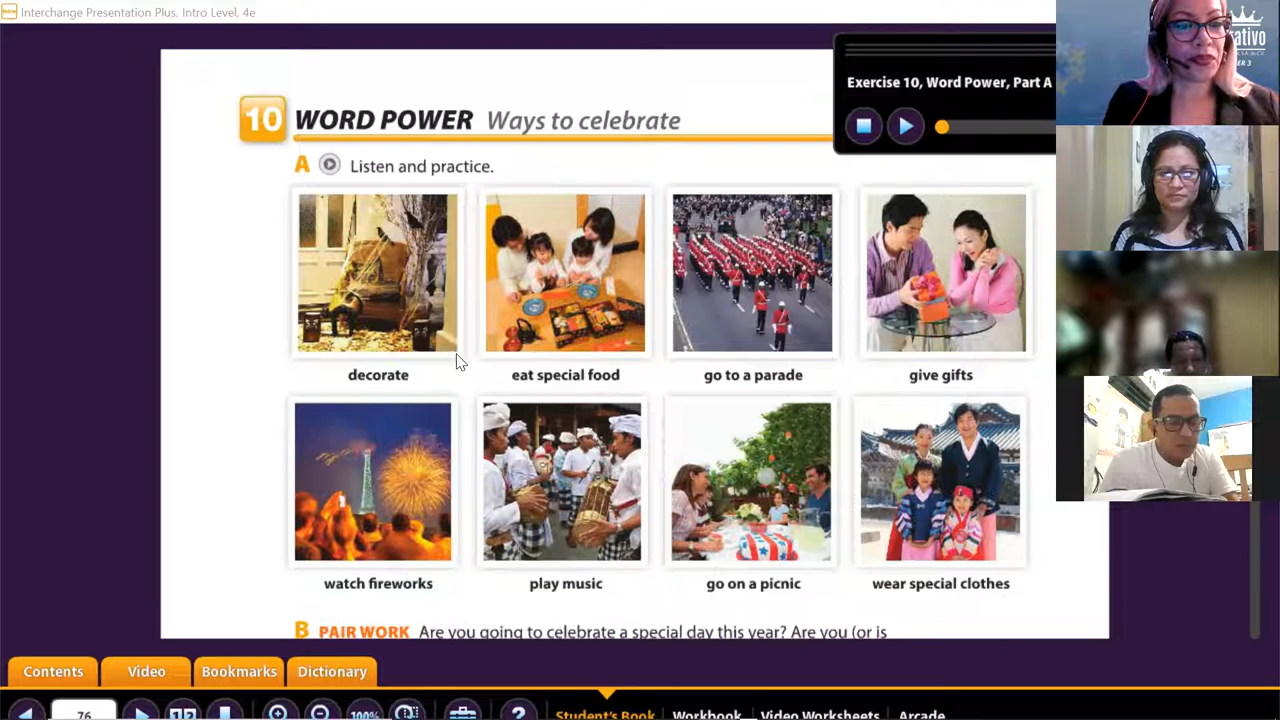 Interchange Presentation Plus, Intro Level, 4e
10 WORD POWER Ways to celebrate
Exercise 10, Word Power, Part A
A Listen and practice.
decorate eat special food go to a parade give gifts
watch fireworks play music go on a picnic wear special clothes
B PAIR WORK Are you going to celebrate a special day this year? Are you (or is
Contents Video Bookmarks Dictionary
76 1 2 100% ? Student's Book Workbook Video Worksheets Arcade